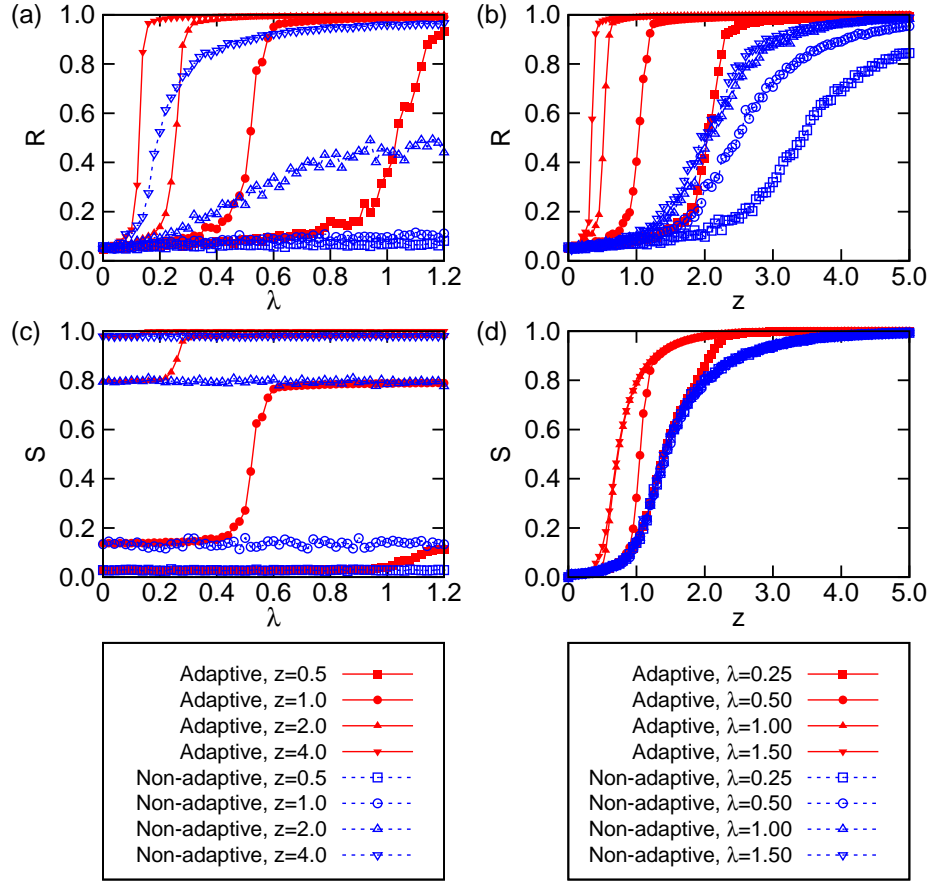 (a)
R
1.0
0.8
0.6
0.4
0.2
0.0
0 0.2 0.4 0.6 0.8 1.0 1.2
λ
(b)
R
1.0
0.8
0.6
0.4
0.2
0.0
0 1.0 2.0 3.0 4.0 5.0
z
(c)
S
1.0
0.8
0.6
0.4
0.2
0.0
0 0.2 0.4 0.6 0.8 1.0 1.2
λ
(d)
S
1.0
0.8
0.6
0.4
0.2
0.0
0 1.0 2.0 3.0 4.0 5.0
z
Adaptive, z=0.5
Adaptive, z=1.0
Adaptive, z=2.0
Adaptive, z=4.0
Non-adaptive, z=0.5
Non-adaptive, z=1.0
Non-adaptive, z=2.0
Non-adaptive, z=4.0
Adaptive, λ=0.25
Adaptive, λ=0.50
Adaptive, λ=1.00
Adaptive, λ=1.50
Non-adaptive, λ=0.25
Non-adaptive, λ=0.50
Non-adaptive, λ=1.00
Non-adaptive, λ=1.50